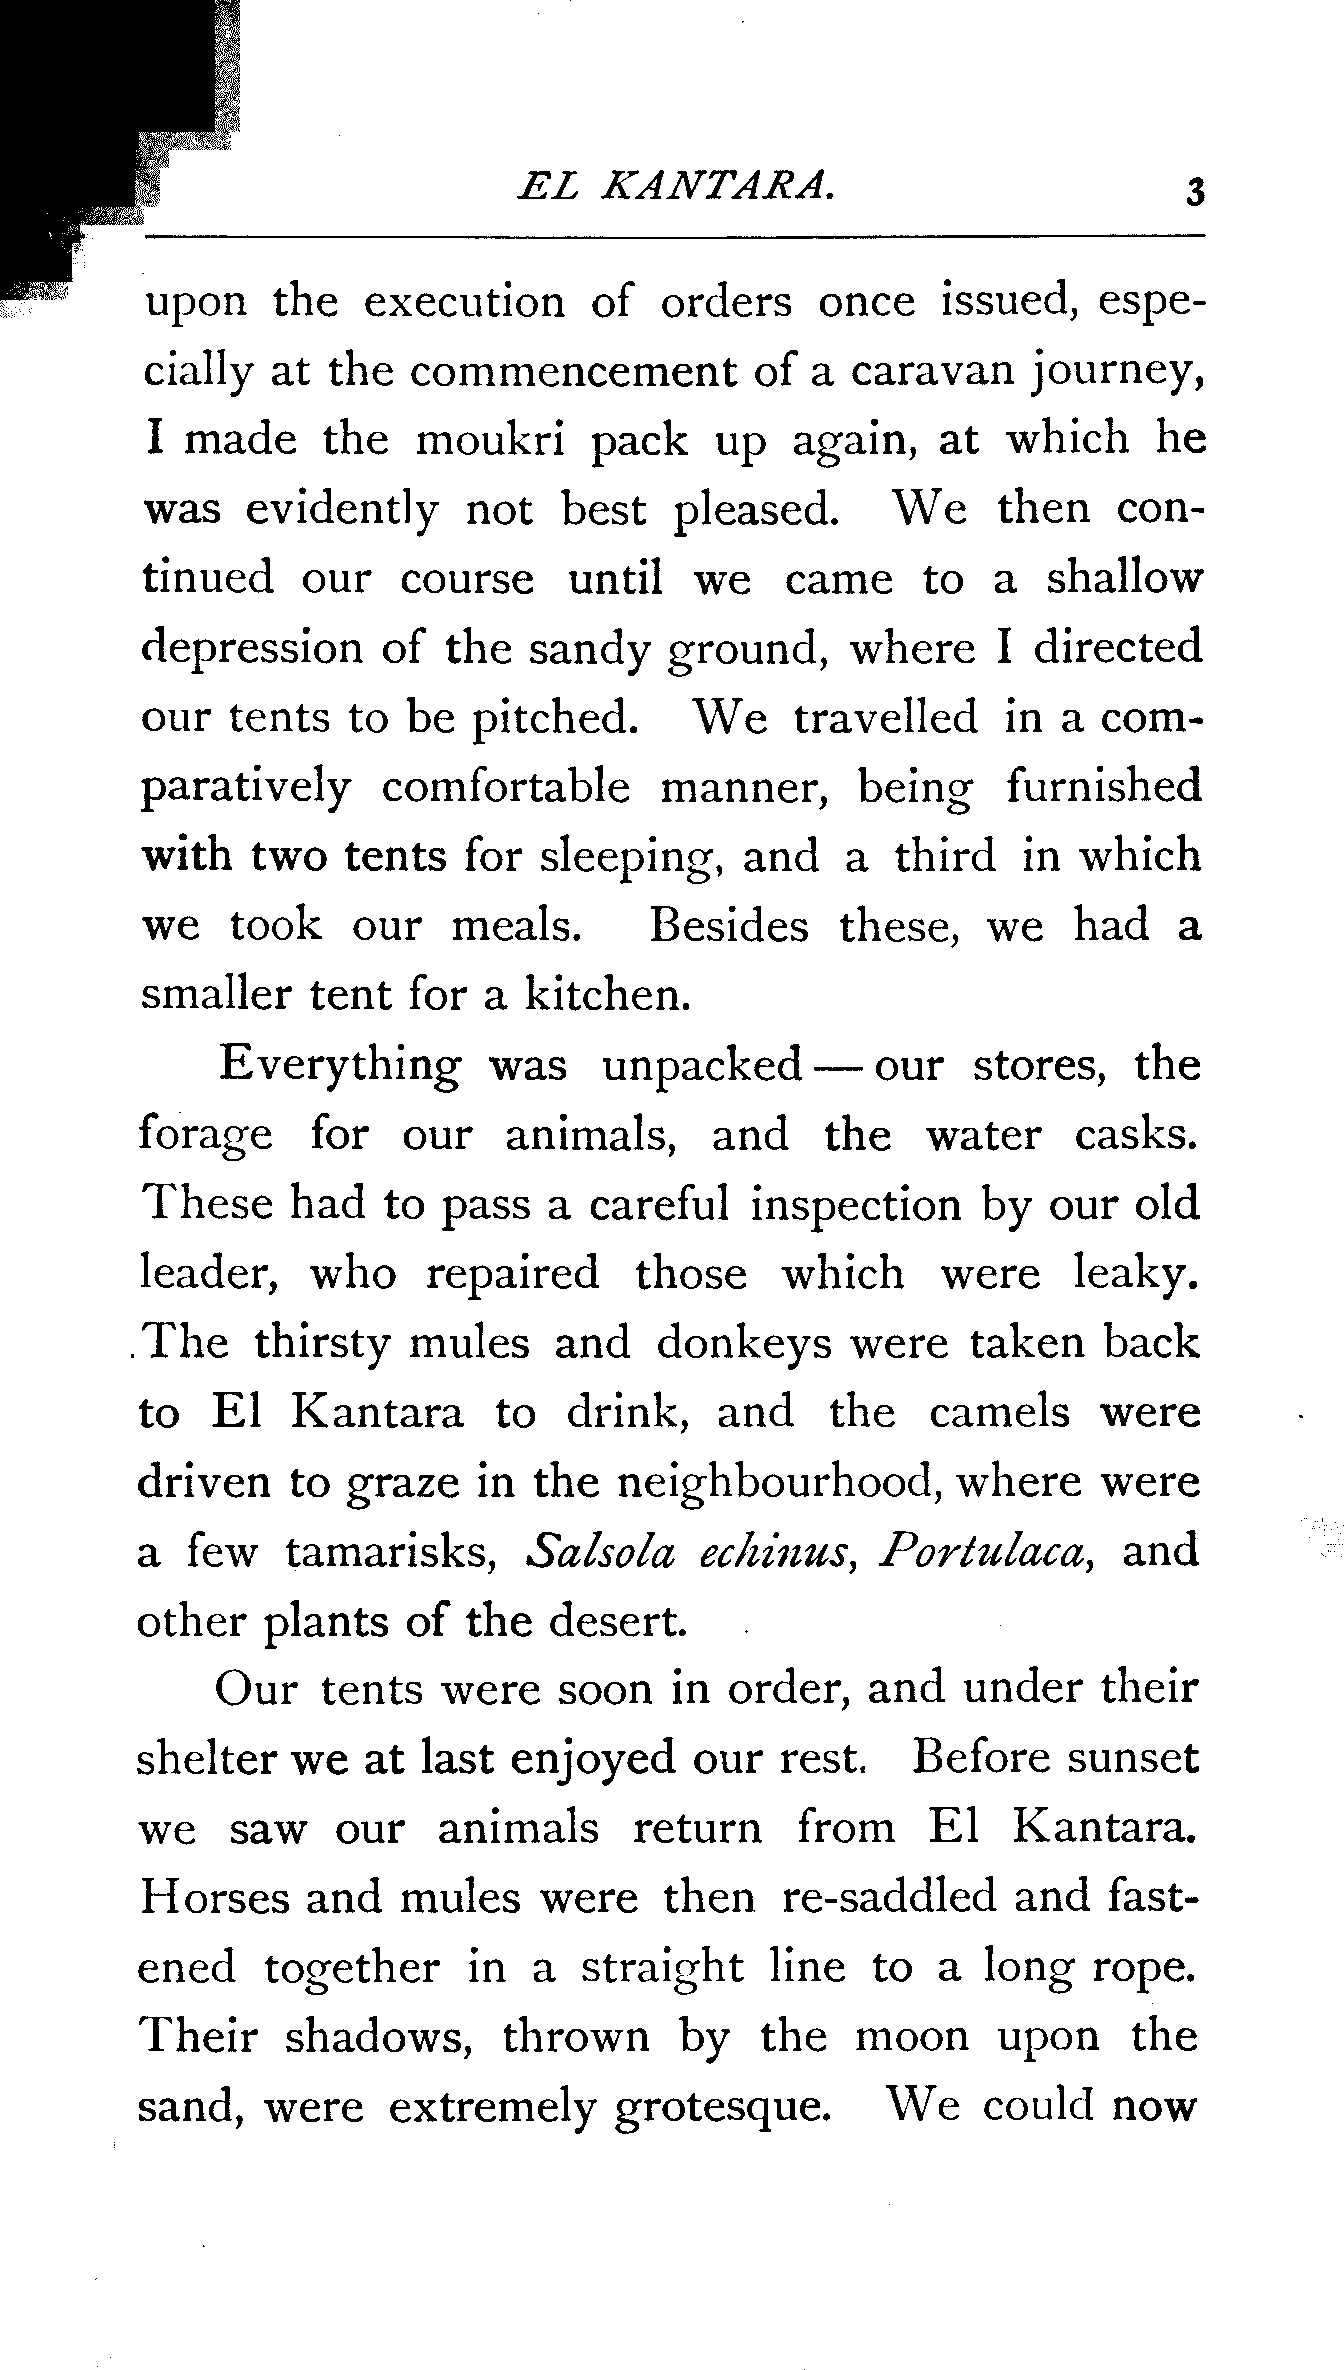 EL KANTARA. 3
upon the execution of orders once issued, espe-
cially at the commencement of a caravan journey,
I made the moukri pack up again, at which he
was evidently not best pleased. We then con-
tinued our course until we came to a shallow
depression of the sandy ground, where I directed
our tents to be pitched. We travelled in a com-
paratively comfortable manner, being furnished
with two tents for sleeping, and a third in which
we took our meals. Besides these, we had a
smaller tent for a kitchen.
Everything was unpacked — our stores, the
forage for our animals, and the water casks.
These had to pass a careful inspection by our old
leader, who repaired those which were leaky.
The thirsty mules and donkeys were taken back
to El Kantara to drink, and the camels were
driven to graze in the neighbourhood, where were
a few tamarisks, Salsola echinus, Portulaca, and
other plants of the desert.
Our tents were soon in order, and under their
shelter we at last enjoyed our rest. Before sunset
we saw our animals return from El Kantara.
Horses and mules were then re-saddled and fast-
ened together in a straight line to a long rope.
Their shadows, thrown by the moon upon the
sand, were extremely grotesque. We could now